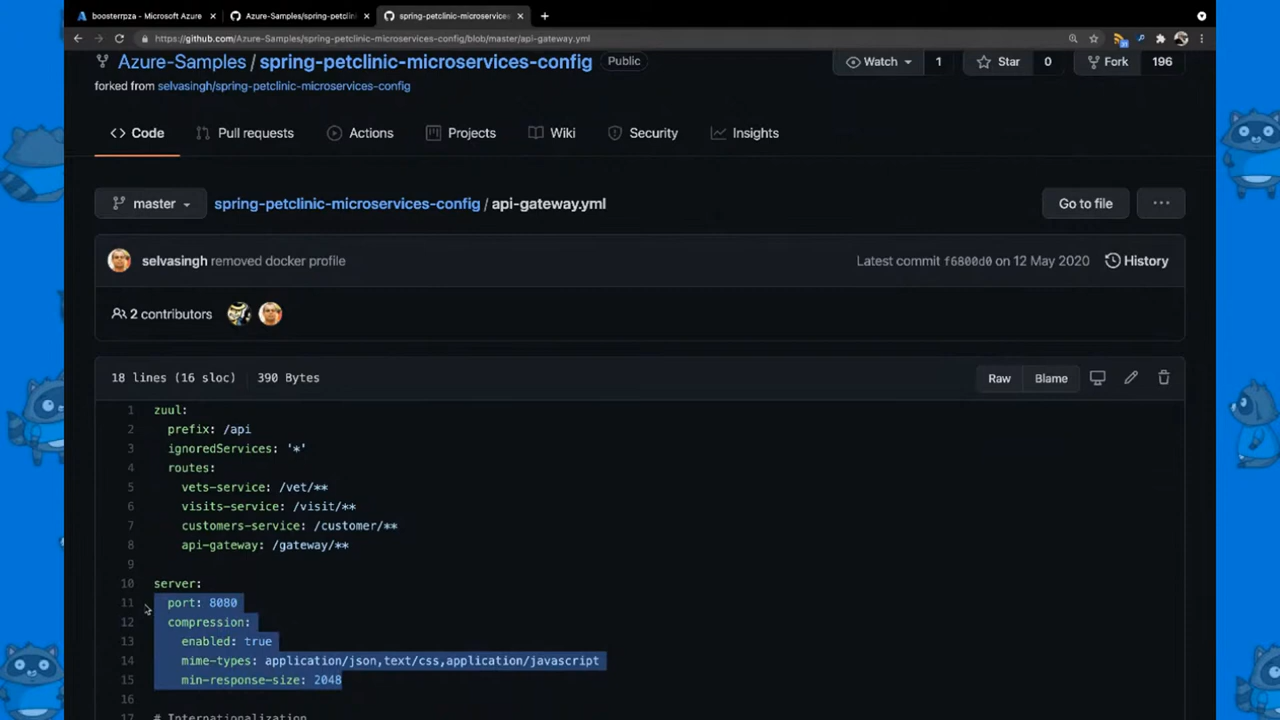 boosterpza - Microsoft Azure
Azure-Samples/spring-petclini
spring-petclinic-microservices
https://github.com/Azure-Samples/spring-petclinic-microservices-config/blob/master/api-gateway.yml
Azure-Samples / spring-petclinic-microservices-config Public
Watch 1 Star 0 Fork 196
forked from selvasingh/spring-petclinic-microservices-config
<> Code Pull requests Actions Projects Wiki Security Insights
master spring-petclinic-microservices-config / api-gateway.yml Go to file ...
selvasingh removed docker profile Latest commit f6800d0 on 12 May 2020 History
2 contributors
18 lines (16 sloc) 390 Bytes Raw Blame
1 zuul:
2 prefix: /api
3 ignoredServices: '*'
4 routes:
5 vets-service: /vet/**
6 visits-service: /visit/**
7 customers-service: /customer/**
8 api-gateway: /gateway/**
9
10 server:
11 port: 8080
12 compression:
13 enabled: true
14 mime-types: application/json,text/css,application/javascript
15 min-response-size: 2048
16
17 # Internationalization